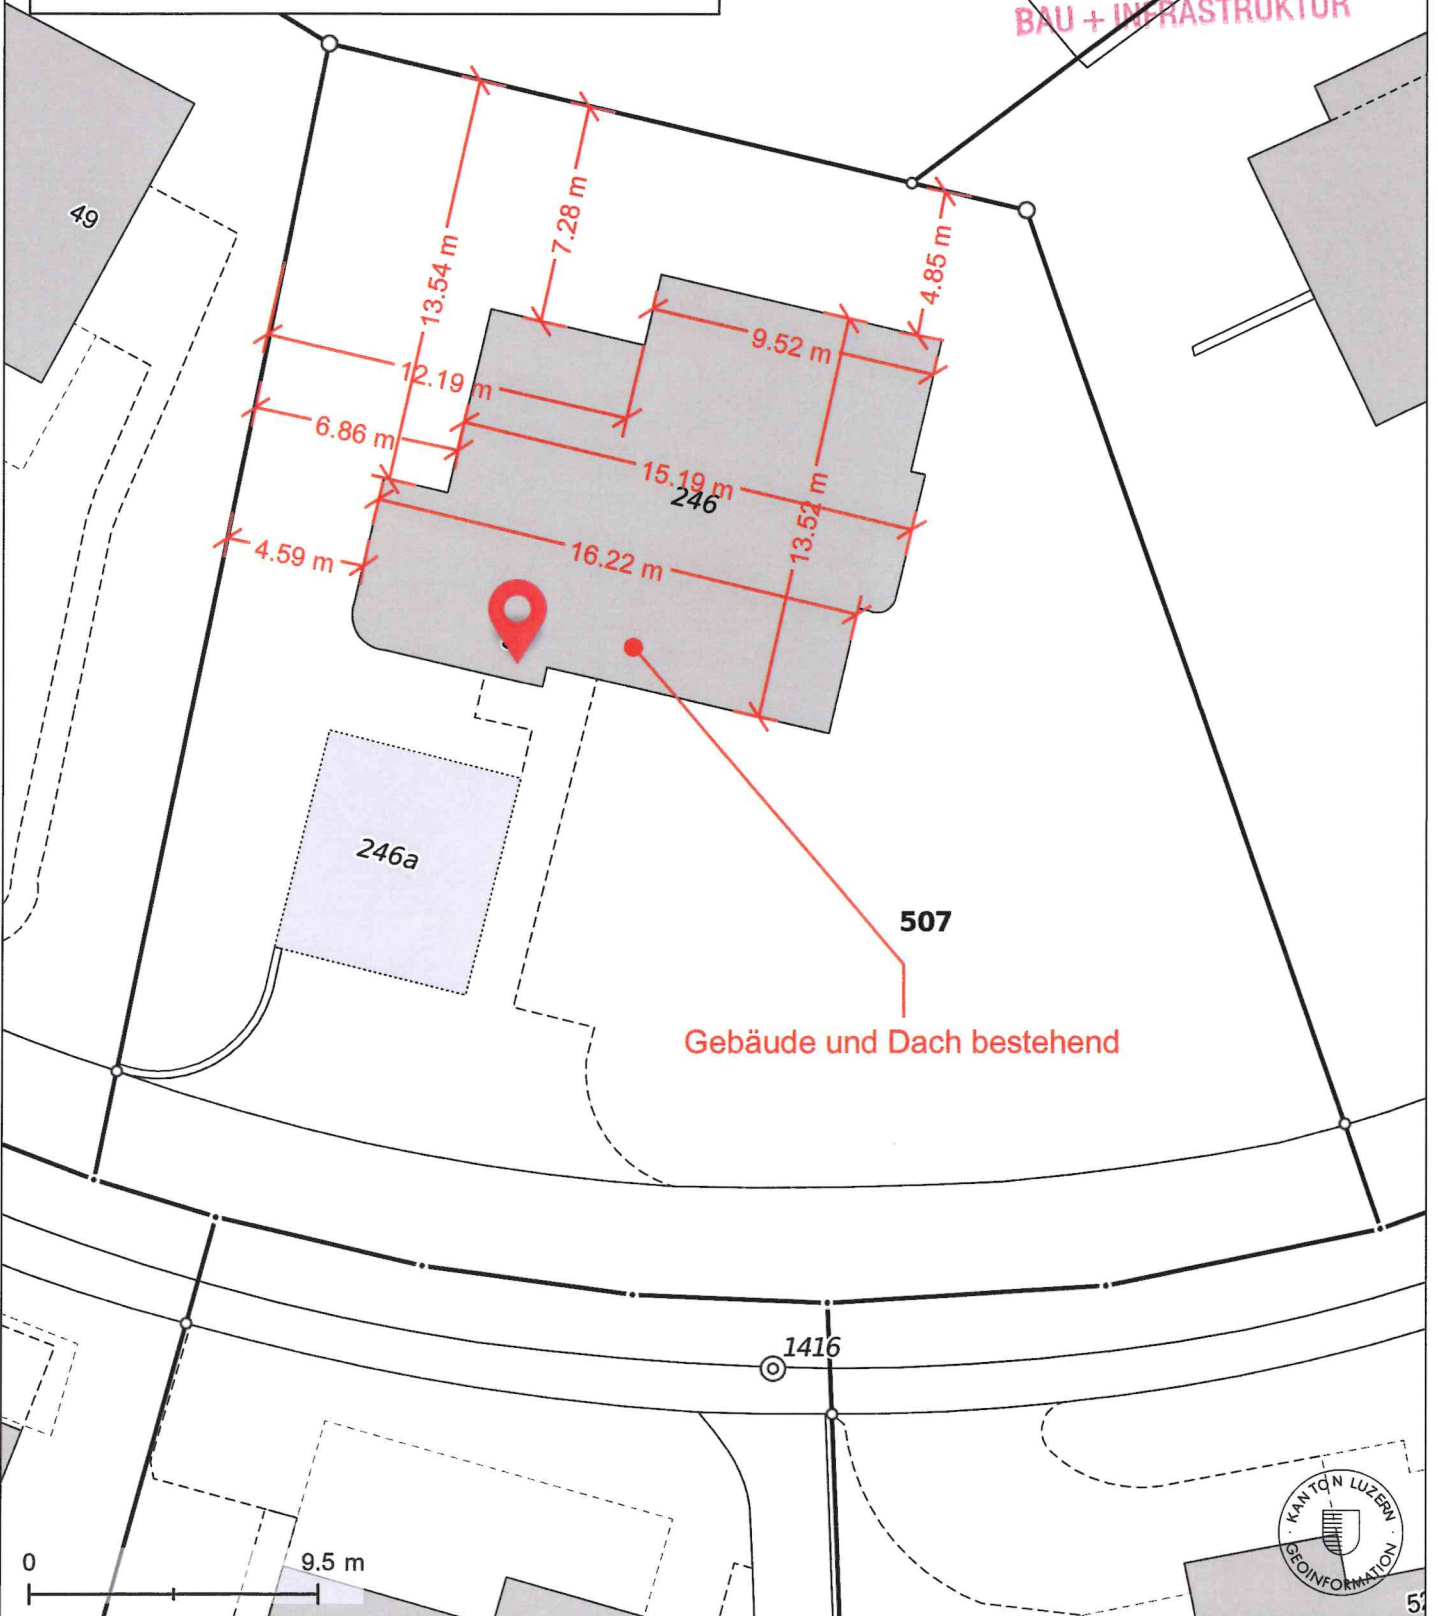 BAU + INFRASTRUKTUR
49
13.54 m
7.28 m
4.85 m
9.52 m
12.19 m
6.86 m
15.19 m
246
13.52 m
4.59 m
16.22 m
246a
507
Gebäude und Dach bestehend
1416
KANTON LUZERN
GEOINFORMATION
0
9.5 m